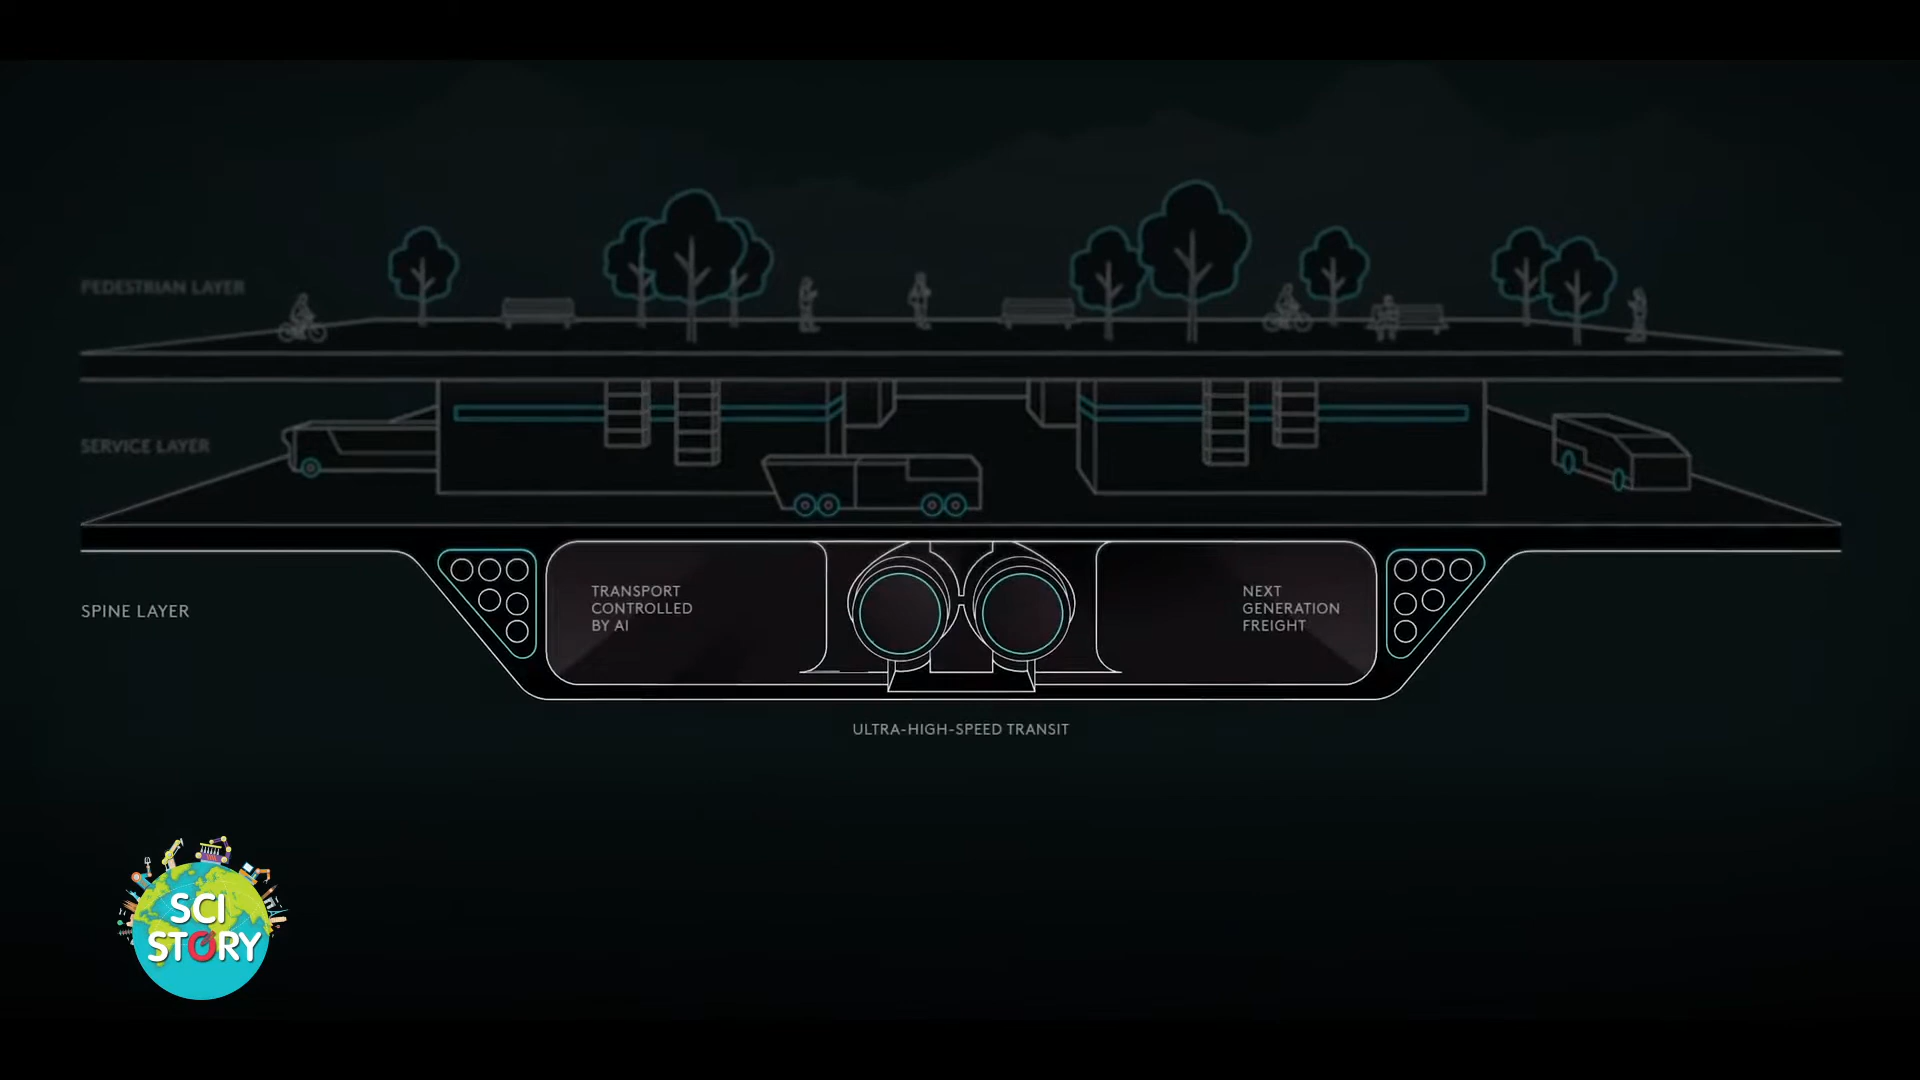 PEDESTRIAN LAYER
SERVICE LAYER
SPINE LAYER
TRANSPORT
CONTROLLED
BY AI
NEXT
GENERATION
FREIGHT
ULTRA-HIGH-SPEED TRANSIT
SCI
STORY